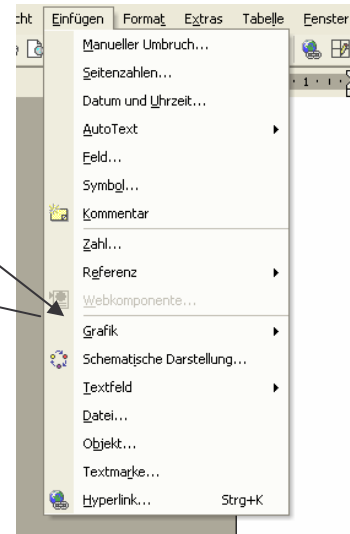 cht Einfügen Format Extras Tabelle Fenster
Manueller Umbruch...
Seitenzahlen...
Datum und Uhrzeit...
AutoText
Feld...
Symbol...
Kommentar
Zahl...
Referenz
Webkomponente...
Grafik
Schematische Darstellung...
Textfeld
Datei...
Objekt...
Textmarke...
Hyperlink... Strg+K
1